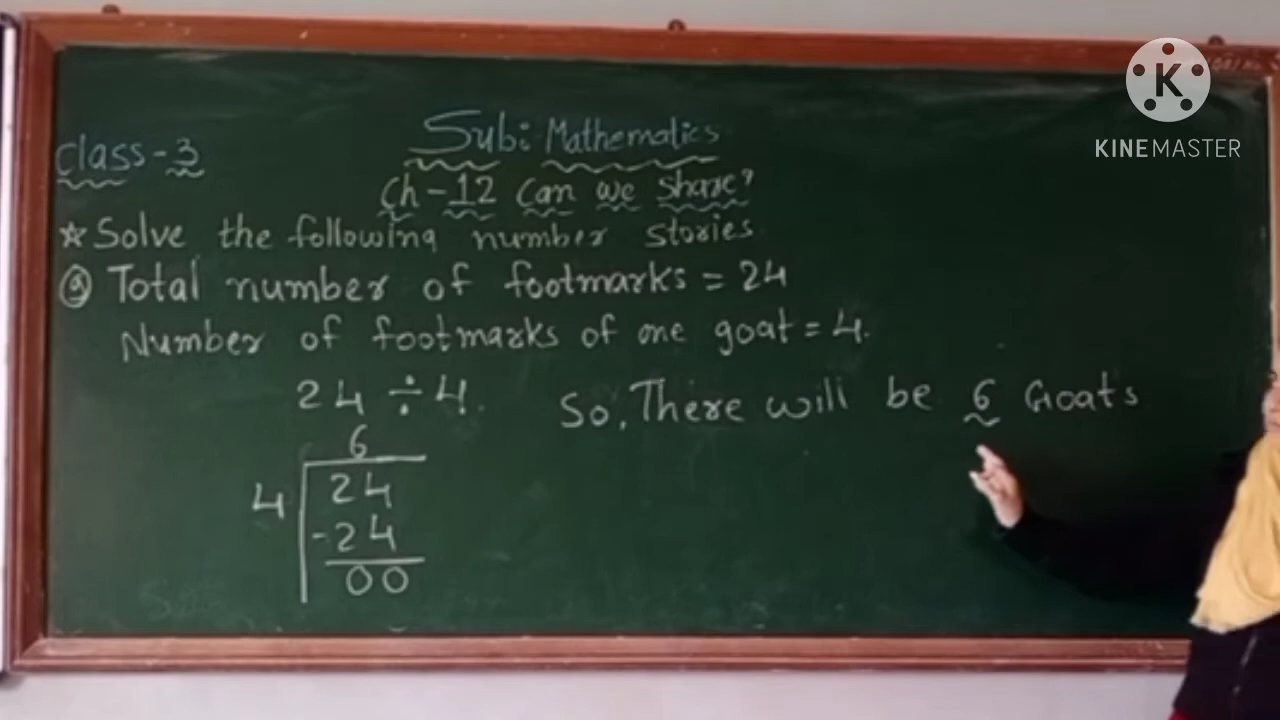 K
KINEMASTER
Class-3
Sub: Mathematics
Ch-12 Can we share?
☆ Solve the following number stories
Total number of footmarks = 24
Number of footmarks of one goat = 4.
24 ÷ 4.
So, There will be 6 Goats
6
4 24
-24
00